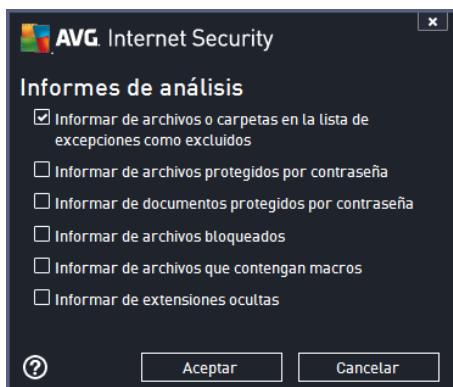 AVG. Internet Security
x
Informes de análisis
Informar de archivos o carpetas en la lista de
excepciones como excluidos
Informar de archivos protegidos por contraseña
Informar de documentos protegidos por contraseña
Informar de archivos bloqueados
Informar de archivos que contengan macros
Informar de extensiones ocultas
?
Aceptar
Cancelar